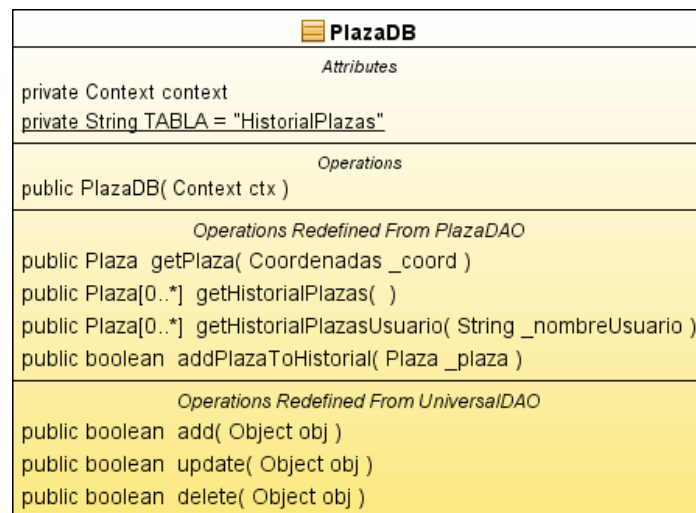 PlazaDB
Attributes
private Context context
private String TABLA = "HistorialPlazas"
Operations
public PlazaDB( Context ctx )
Operations Redefined From PlazaDAO
public Plaza getPlaza( Coordenadas _coord )
public Plaza[0..*] getHistorialPlazas( )
public Plaza[0..*] getHistorialPlazasUsuario( String _nombreUsuario )
public boolean addPlazaToHistorial( Plaza _plaza )
Operations Redefined From UniversalDAO
public boolean add( Object obj )
public boolean update( Object obj )
public boolean delete( Object obj )